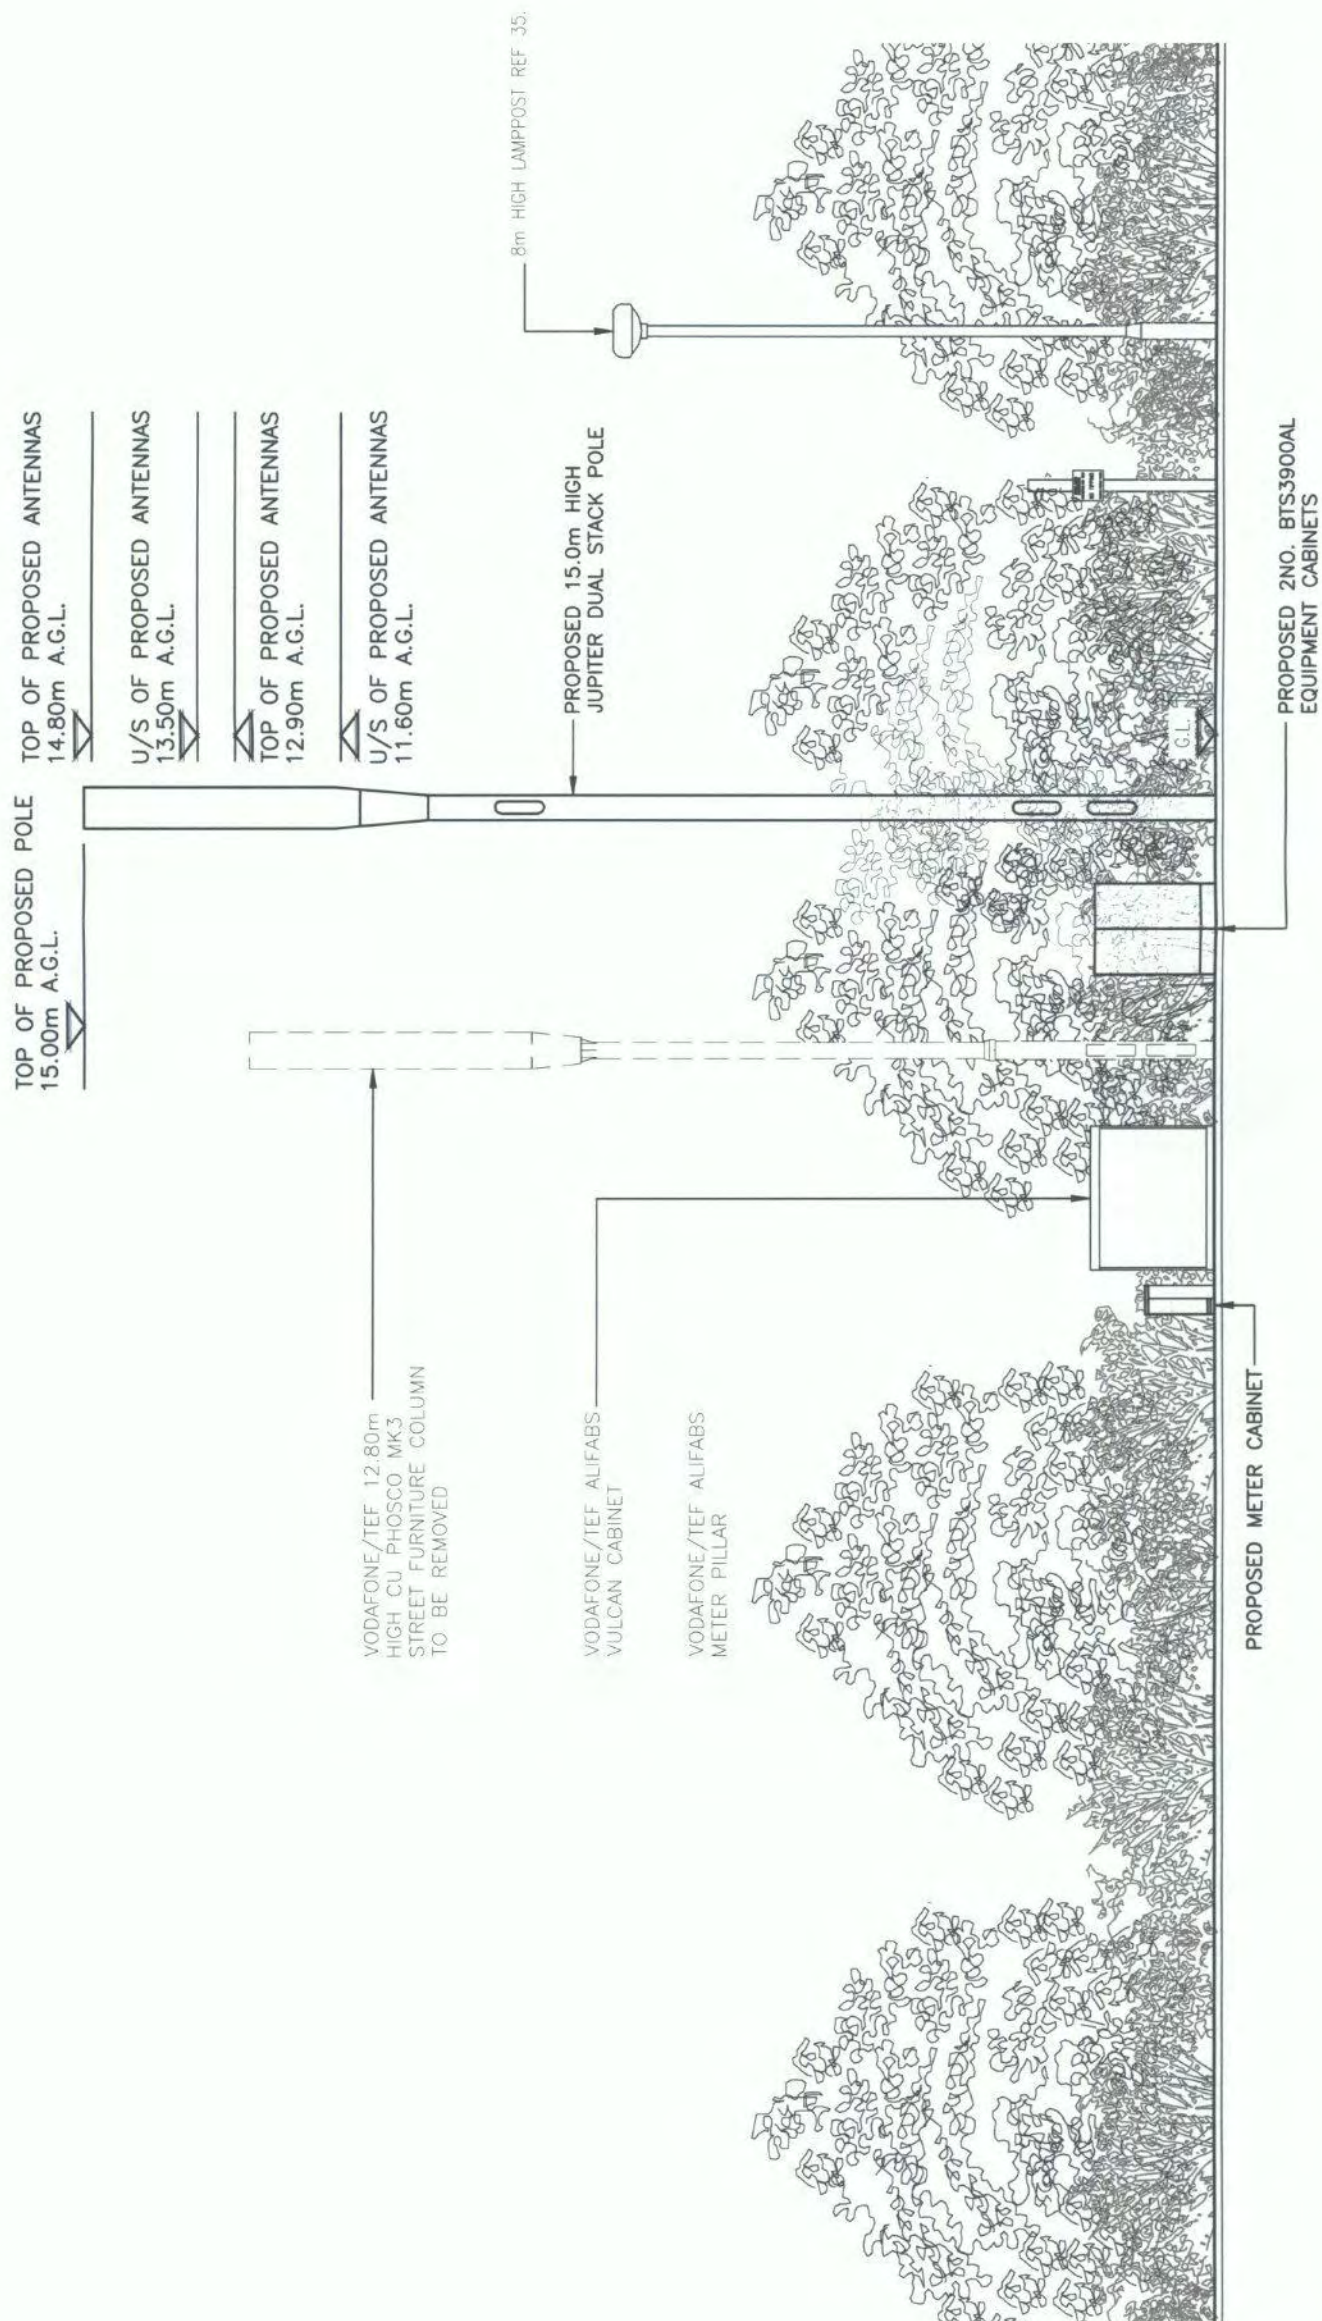 TOP OF PROPOSED POLE
15.00m A.G.L.
TOP OF PROPOSED ANTENNAS
14.80m A.G.L.
U/S OF PROPOSED ANTENNAS
13.50m A.G.L.
TOP OF PROPOSED ANTENNAS
12.90m A.G.L.
U/S OF PROPOSED ANTENNAS
11.60m A.G.L.
8m HIGH LAMPPOST REF 35.
VODAFONE/TEF 12.80m
HIGH CU PHOSCO MK3
STREET FURNITURE COLUMN
TO BE REMOVED
PROPOSED 15.0m HIGH
JUPITER DUAL STACK POLE
VODAFONE/TEF ALIFABS
VULCAN CABINET
VODAFONE/TEF ALIFABS
METER PILLAR
G.L.
PROPOSED METER CABINET
PROPOSED 2NO. BTS3900AL
EQUIPMENT CABINETS